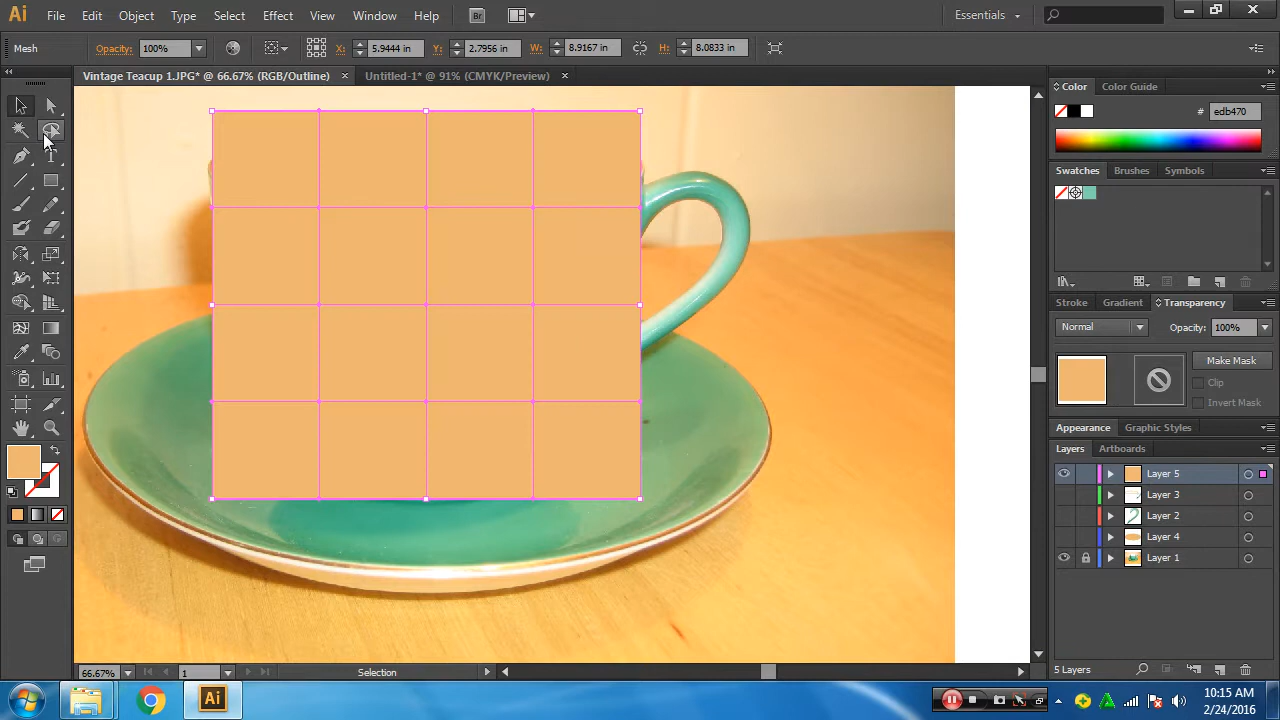 Ai File Edit Object Type Select Effect View Window Help Br Essentials
Mesh Opacity: 100% X: 5.9444 in Y: 2.7956 in W: 8.9167 in H: 8.0833 in
Vintage Teacup 1.JPG* @ 66.67% (RGB/Outline) × Untitled-1* @ 91% (CMYK/Preview) ×
Color Color Guide
# edb470
Swatches Brushes Symbols
Stroke Gradient Transparency
Normal Opacity: 100%
Make Mask
Clip
Invert Mask
Appearance Graphic Styles
Layers Artboards
Layer 5
Layer 3
Layer 2
Layer 4
Layer 1
T
66.67% 1 Selection 5 Layers
Ai 10:15 AM
2/24/2016